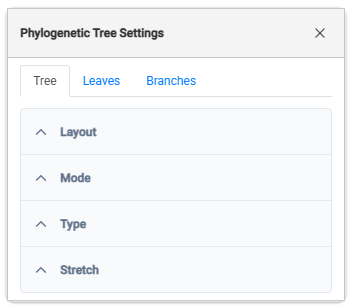 Phylogenetic Tree Settings
Tree Leaves Branches
Layout
Mode
Type
Stretch